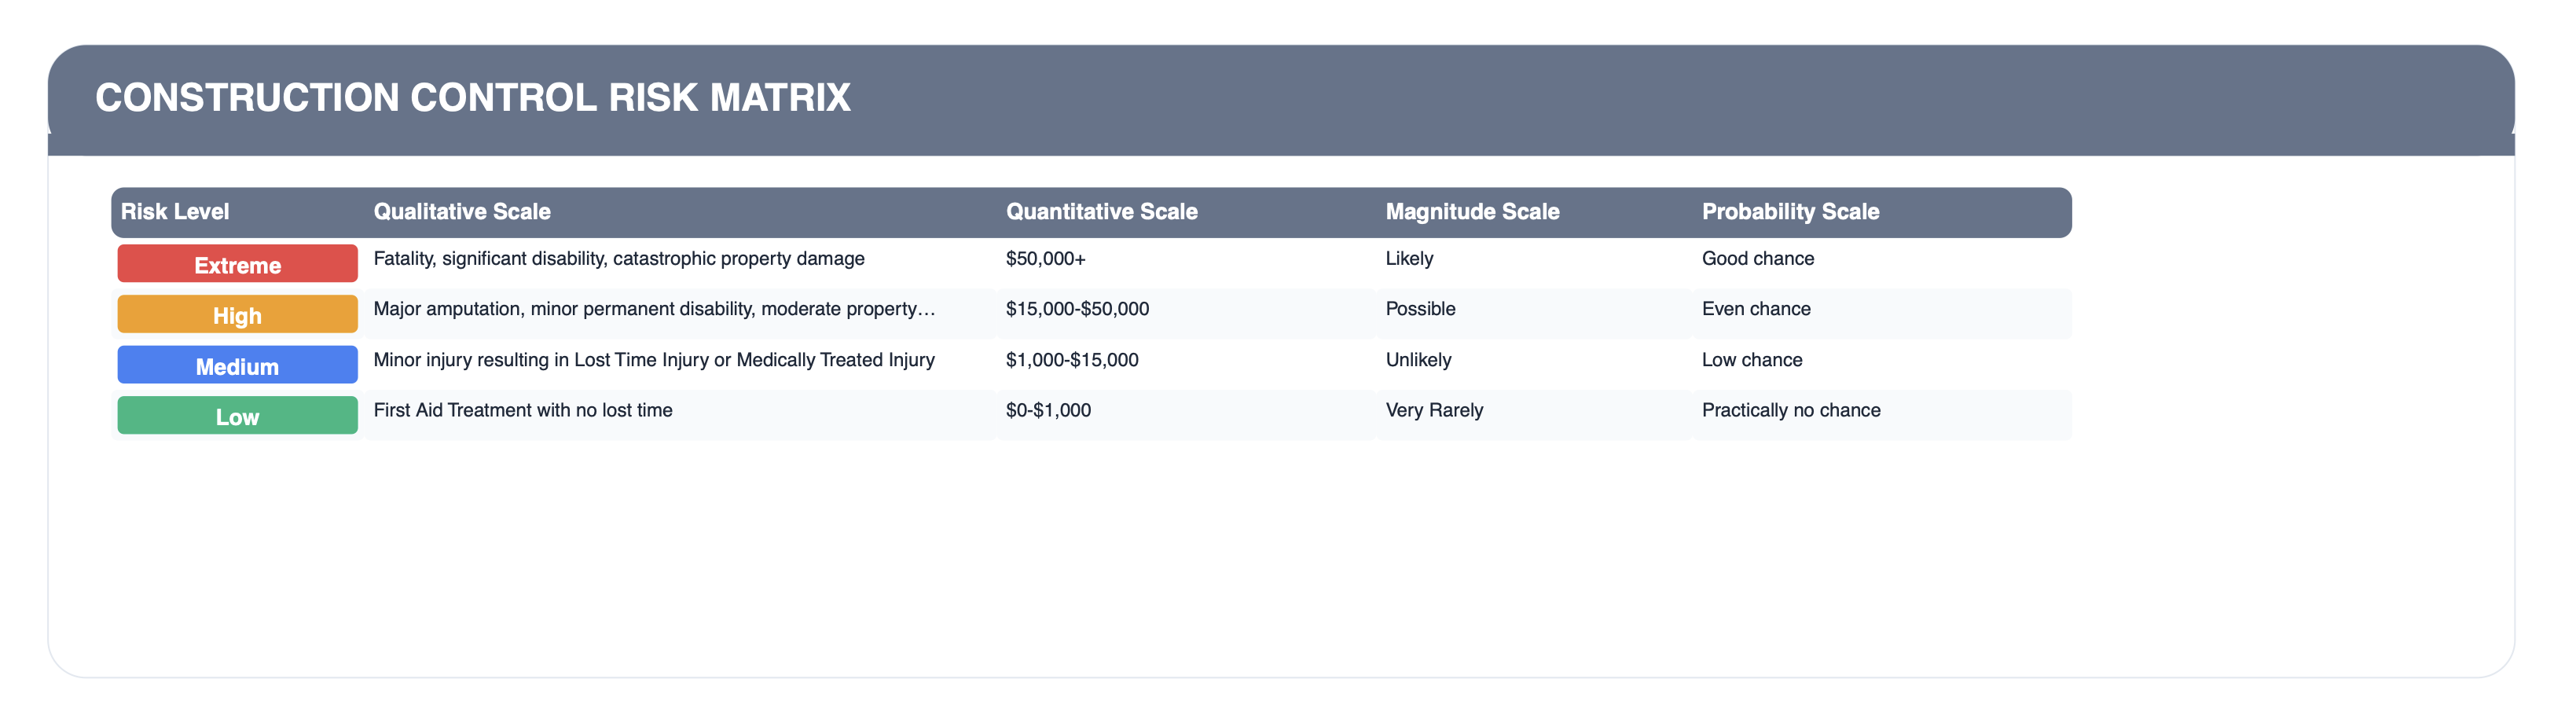 CONSTRUCTION CONTROL RISK MATRIX
Risk Level Qualitative Scale Quantitative Scale Magnitude Scale Probability Scale
Extreme Fatality, significant disability, catastrophic property damage $50,000+ Likely Good chance
High Major amputation, minor permanent disability, moderate property… $15,000-$50,000 Possible Even chance
Medium Minor injury resulting in Lost Time Injury or Medically Treated Injury $1,000-$15,000 Unlikely Low chance
Low First Aid Treatment with no lost time $0-$1,000 Very Rarely Practically no chance